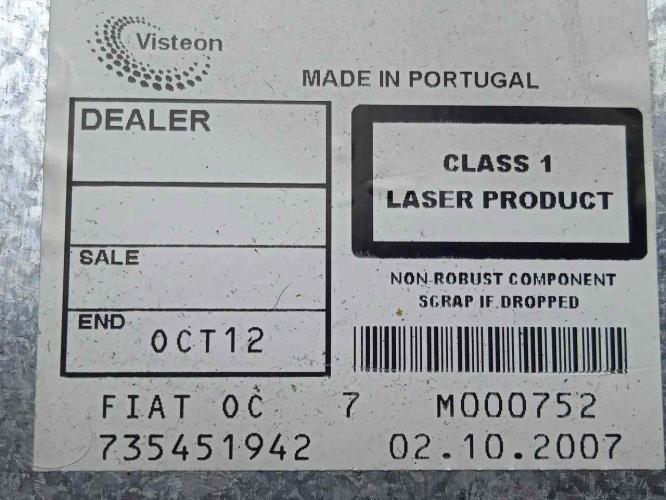 Visteon
MADE IN PORTUGAL
DEALER
CLASS 1
LASER PRODUCT
SALE
NON-ROBUST COMPONENT
SCRAP IF DROPPED
END
OCT12
FIAT OC 7 M000752
735451942 02.10.2007